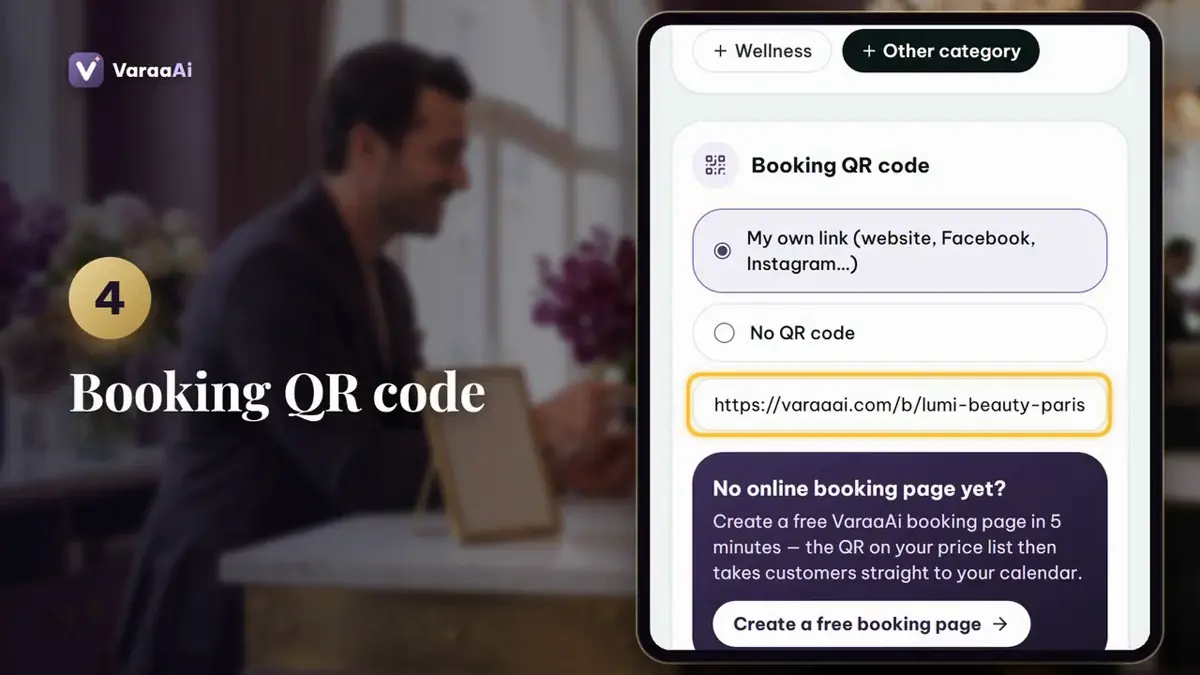 VaraaAi
4
Booking QR code
+ Wellness
+ Other category
Booking QR code
My own link (website, Facebook,
Instagram...)
No QR code
https://varaaai.com/b/lumi-beauty-paris
No online booking page yet?
Create a free VaraaAi booking page in 5
minutes — the QR on your price list then
takes customers straight to your calendar.
Create a free booking page →